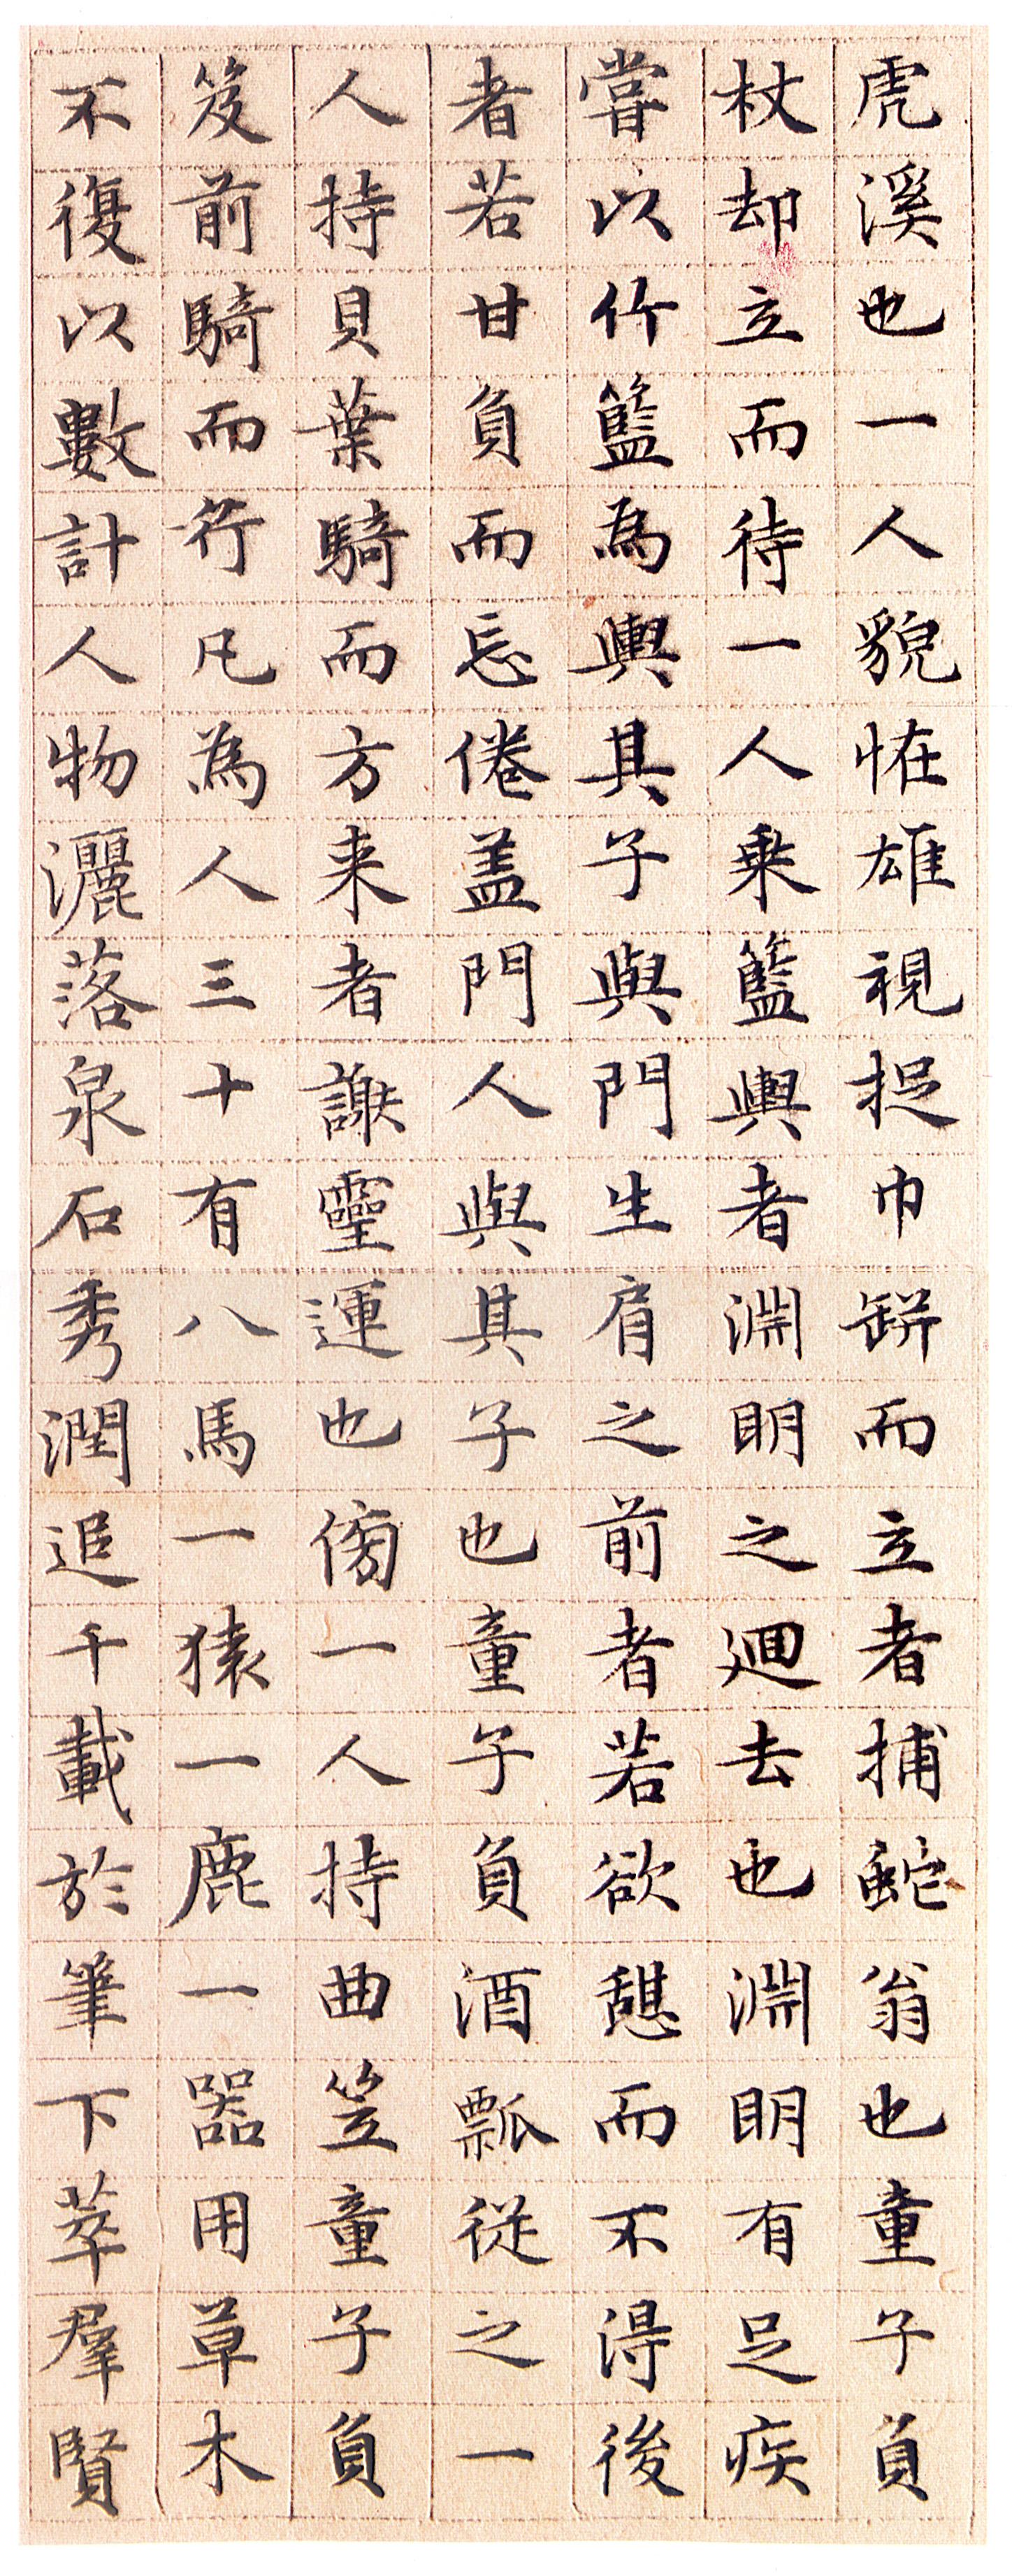 虎溪也一人貌恠雄視捉巾缾而立者捕蛇翁也童子負
杖却立而待一人乗籃輿者淵明之迴去也淵明有足疾
嘗以竹籃為輿其子與門生肩之前者若欲憇而不得後
者若甘負而忘倦盖門人與其子也童子負酒瓢從之一
人持貝葉騎而方来者謝靈運也傍一人持曲笠童子負
笈前騎而行凡為人三十有八馬一猿一鹿一器用草木
不復以數計人物灑落泉石秀潤追千載於筆下萃羣賢